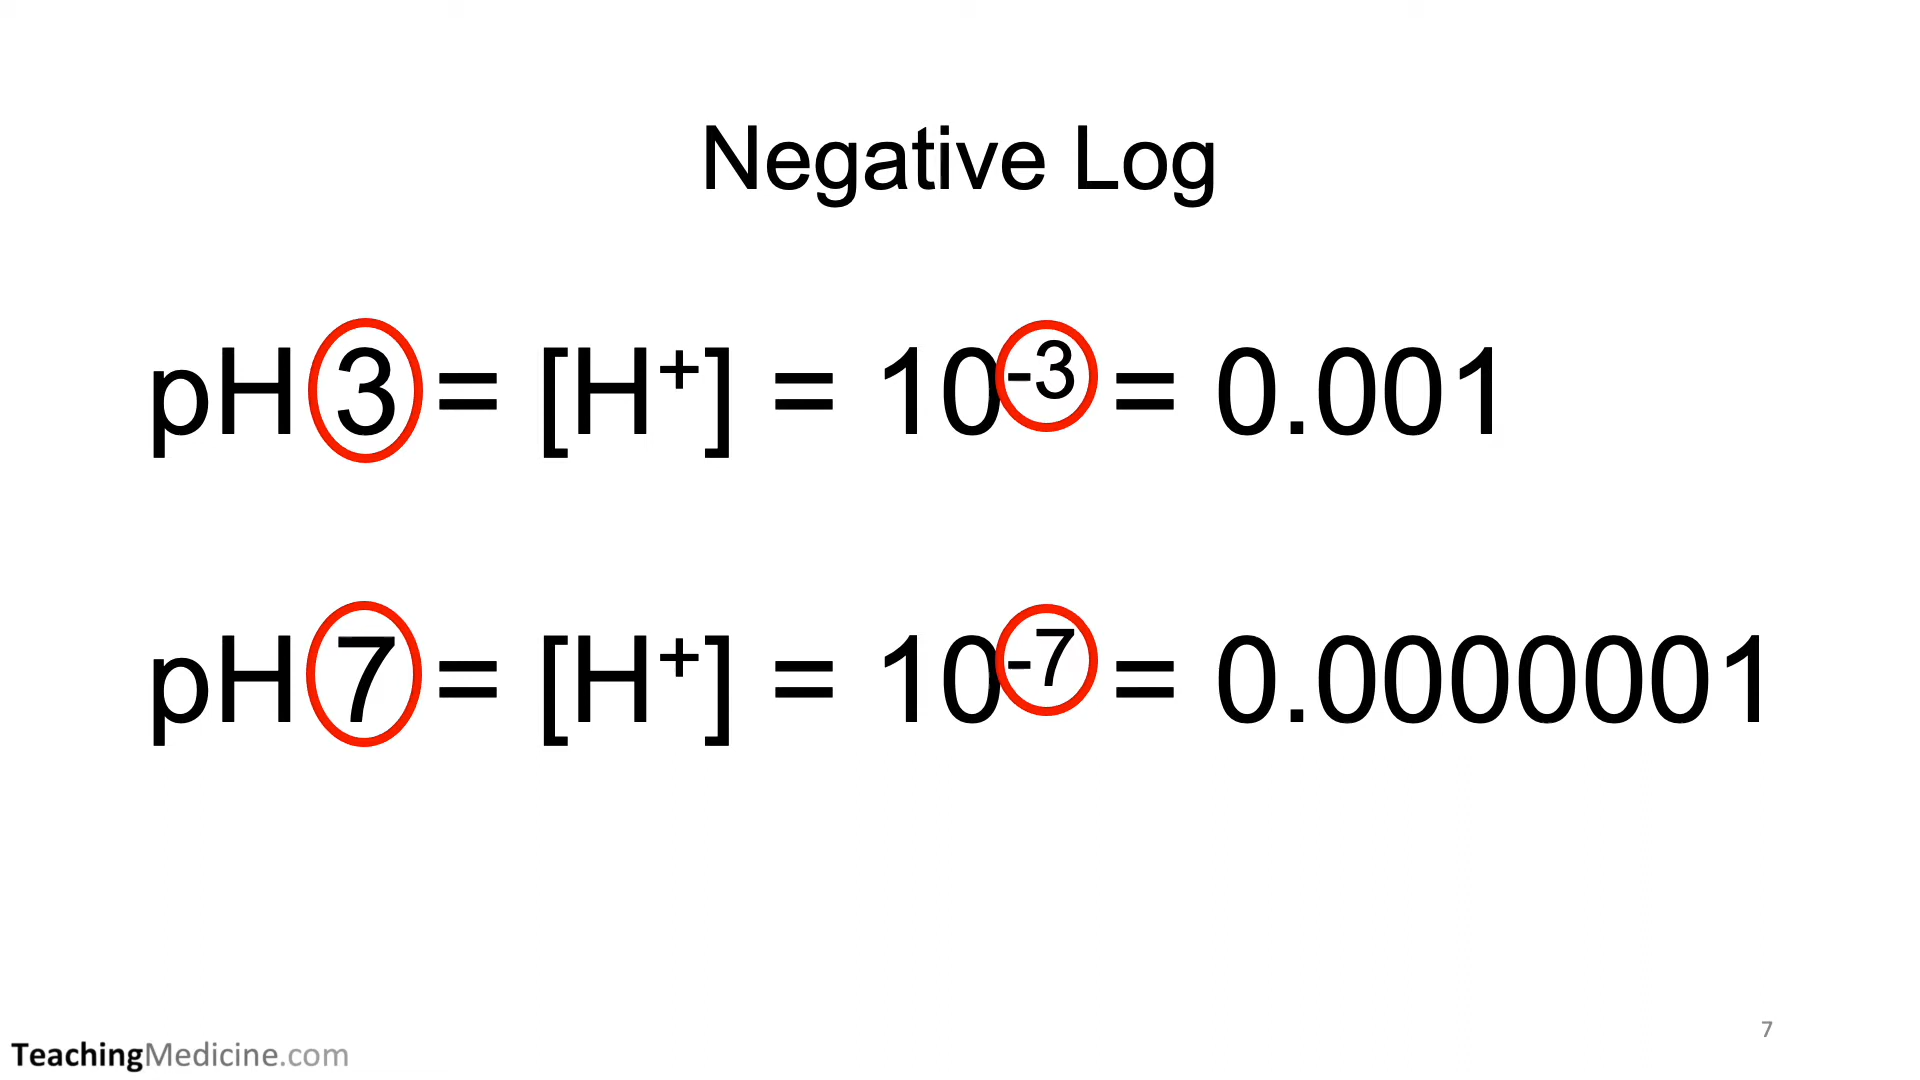 Negative Log
pH 3 = [H⁺] = 10⁻³ = 0.001
pH 7 = [H⁺] = 10⁻⁷ = 0.0000001
7
TeachingMedicine.com